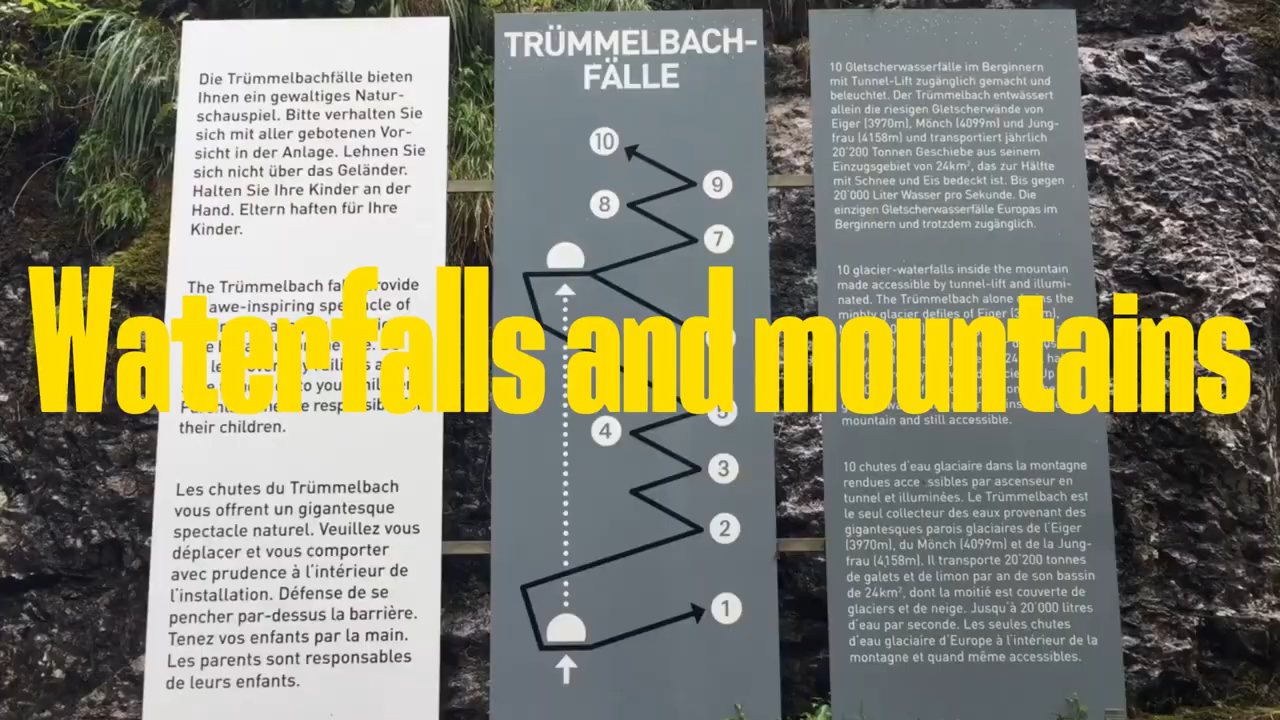 Die Trümmelbachfälle bieten
Ihnen ein gewaltiges Natur-
schauspiel. Bitte verhalten Sie
sich mit aller gebotenen Vor-
sicht in der Anlage. Lehnen Sie
sich nicht über das Geländer.
Halten Sie Ihre Kinder an der
Hand. Eltern haften für Ihre
Kinder.
The Trümmelbach
awe-inspiring of
their children.
Les chutes du Trümmelbach
vous offrent un gigantesque
spectacle naturel. Veuillez vous
déplacer et vous comporter
avec prudence à l'intérieur de
l'installation. Défense de se
pencher par-dessus la barrière.
Tenez vos enfants par la main.
Les parents sont responsables
de leurs enfants.
TRÜMMELBACH-
FÄLLE
10
9
8
7
4
3
2
1
10 Gletscherwasserfälle im Berginnern
mit Tunnel-Lift zugänglich gemacht und
beleuchtet. Der Trümmelbach entwässert
allein die riesigen Gletscherwände von
Eiger (3970m), Mönch (4099m) und Jung-
frau (4158m) und transportiert jährlich
20'200 Tonnen Geschiebe aus seinem
Einzugsgebiet von 24km², das zur Hälfte
mit Schnee und Eis bedeckt ist. Bis gegen
20'000 Liter Wasser pro Sekunde. Die
einzigen Gletscherwasserfälle Europas im
Berginnern und trotzdem zugänglich.
10 glacier-waterfalls inside the mountain
made accessible by tunnel-lift and illumi-
nated. The Trümmelbach alone the
mighty glacier defiles of Eiger
mountain and still accessible.
10 chutes d'eau glaciaire dans la montagne
rendues acce ssibles par ascenseur en
tunnel et illuminées. Le Trümmelbach est
le seul collecteur des eaux provenant des
gigantesques parois glaciaires de l'Eiger
(3970m), du Mönch (4099m) et de la Jung-
frau (4,158m). Il transporte 20'200 tonnes
de galets et de limon par an de son bassin
de 24km², dont la moitié est couverte de
glaciers et de neige. Jusqu'à 20'000 litres
d'eau par seconde. Les seules chutes
d'eau glaciaire d'Europe à l'intérieur de la
montagne et quand même accessibles.
Waterfalls and mountains